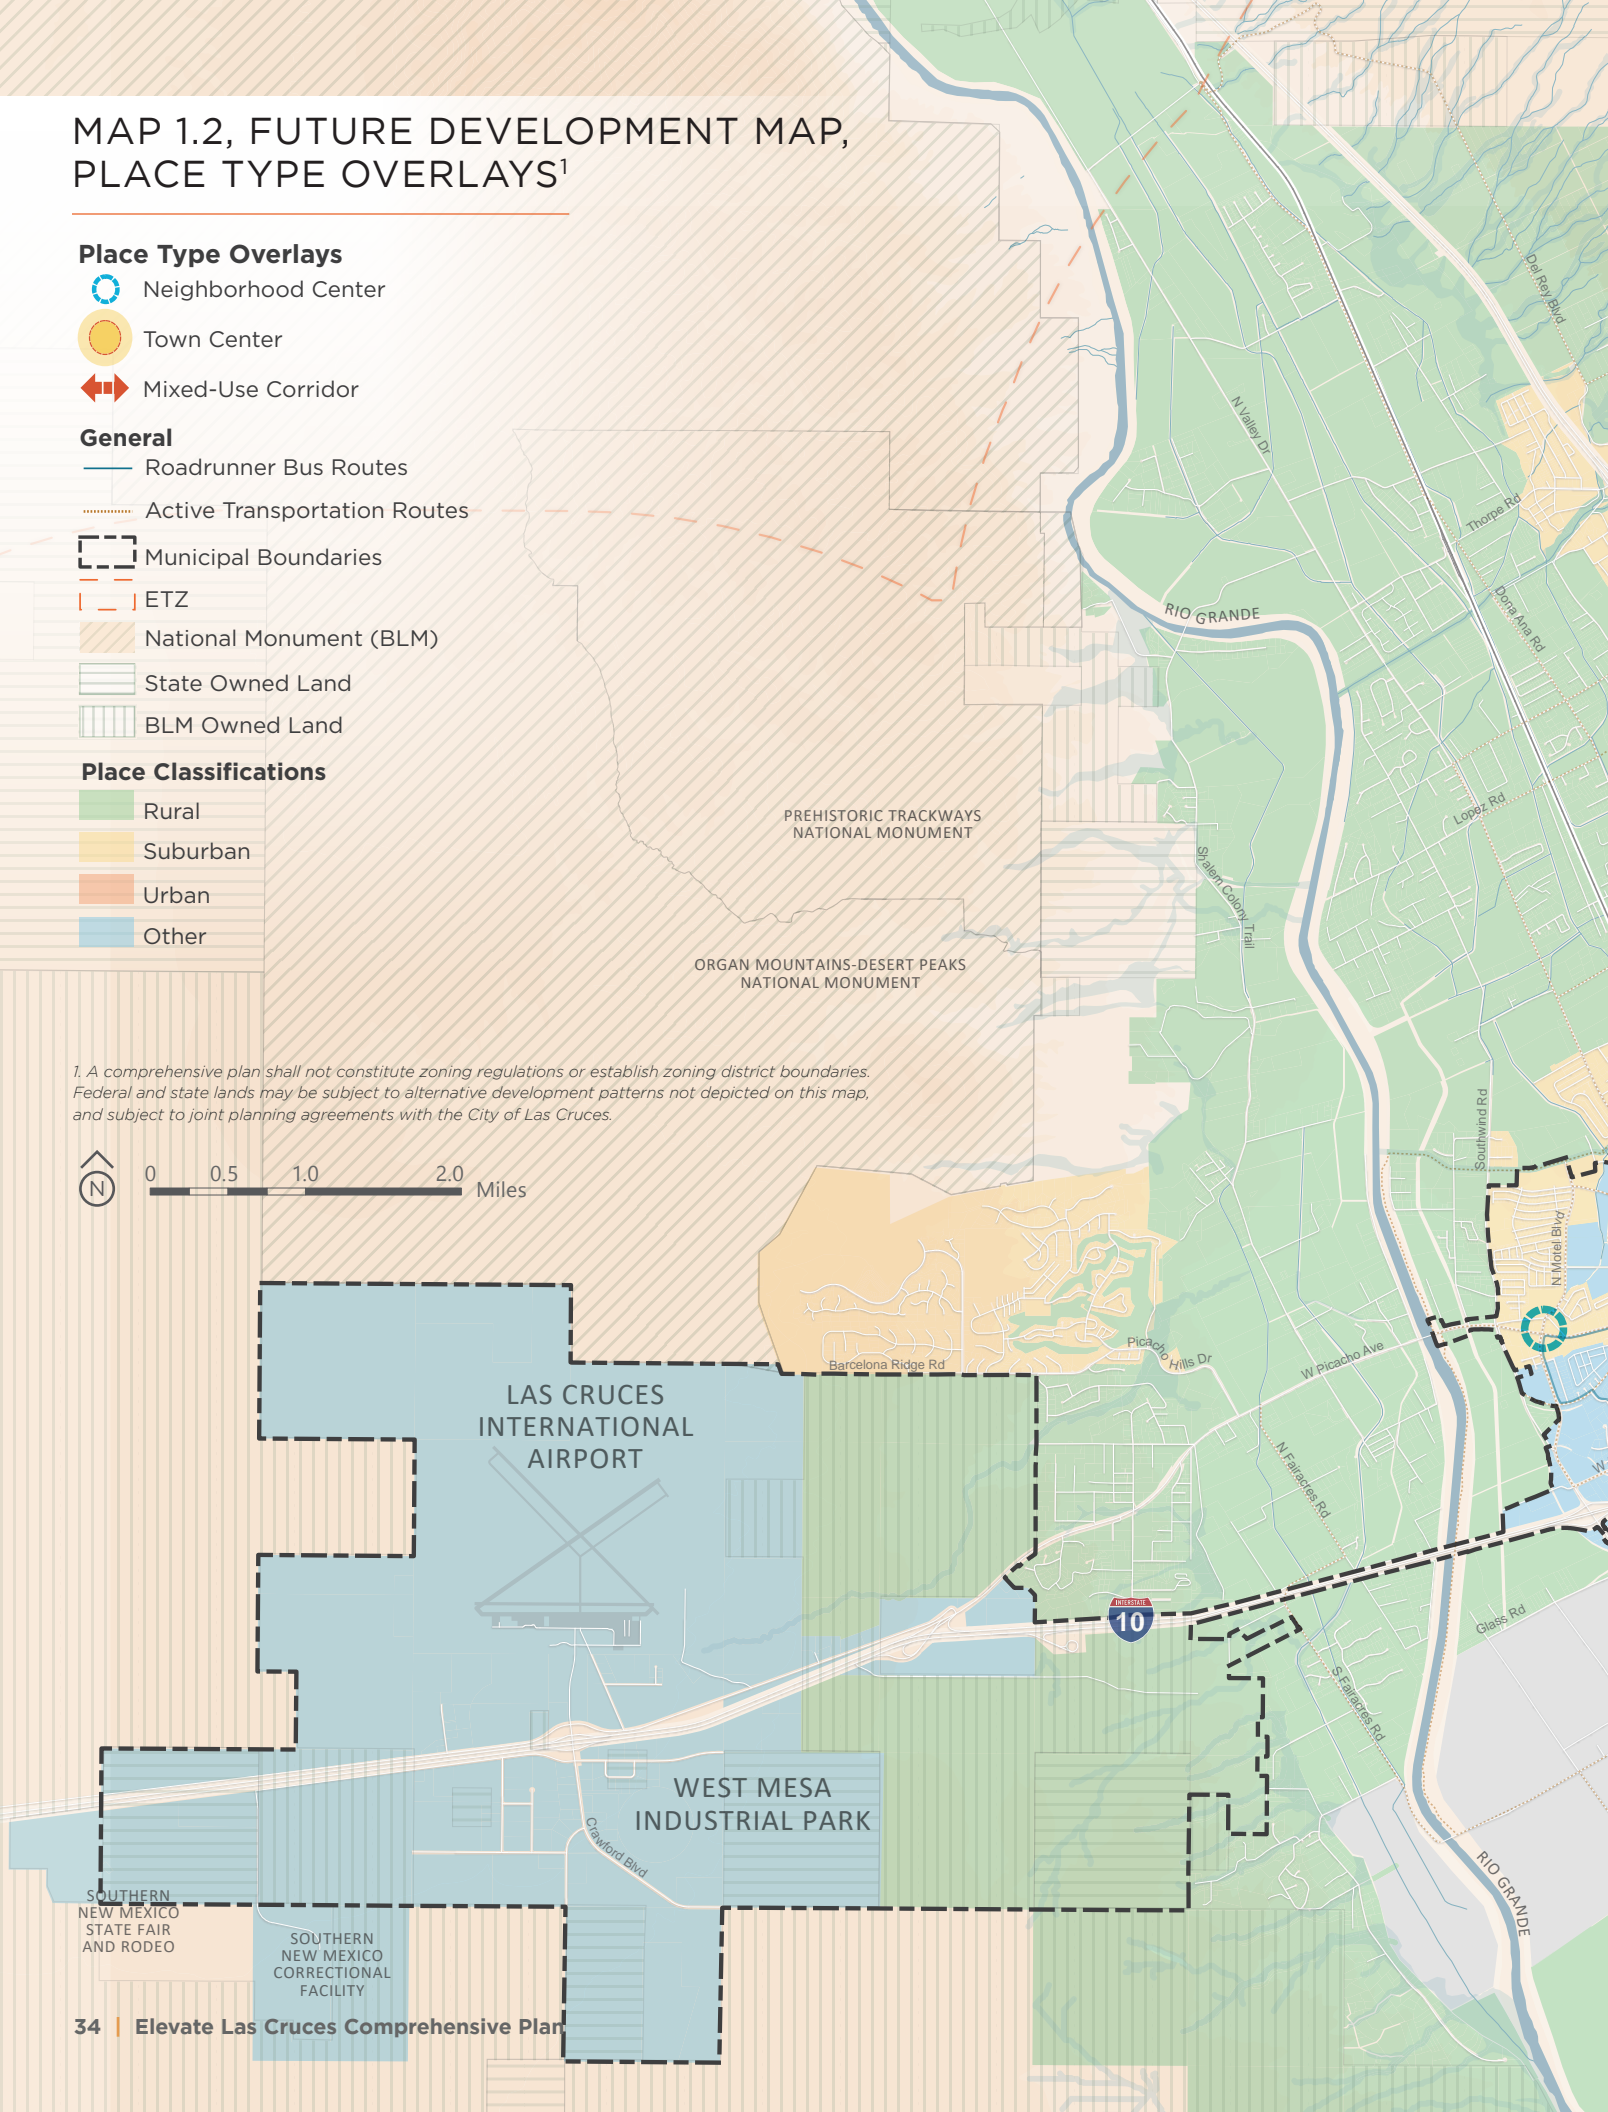 MAP 1.2, FUTURE DEVELOPMENT MAP,
PLACE TYPE OVERLAYS¹
Place Type Overlays
Neighborhood Center
Town Center
Mixed-Use Corridor
General
Roadrunner Bus Routes
Active Transportation Routes
Municipal Boundaries
ETZ
National Monument (BLM)
State Owned Land
BLM Owned Land
Place Classifications
Rural
Suburban
Urban
Other
1. A comprehensive plan shall not constitute zoning regulations or establish zoning district boundaries.
Federal and state lands may be subject to alternative development patterns not depicted on this map,
and subject to joint planning agreements with the City of Las Cruces.
N
0 0.5 1.0 2.0 Miles
Del Rey Blvd
N Valley Dr
Thorpe Rd
Dona Ana Rd
RIO GRANDE
Lopez Rd
PREHISTORIC TRACKWAYS
NATIONAL MONUMENT
Shalem Colony Trail
ORGAN MOUNTAINS-DESERT PEAKS
NATIONAL MONUMENT
Southwind Rd
N Motel Blvd
Picacho Hills Dr
W Picacho Ave
Barcelona Ridge Rd
LAS CRUCES
INTERNATIONAL
AIRPORT
N Fairacres Rd
W
INTERSTATE
10
Glass Rd
S Fairacres Rd
WEST MESA
INDUSTRIAL PARK
Crawford Blvd
RIO GRANDE
SOUTHERN
NEW MEXICO
STATE FAIR
AND RODEO
SOUTHERN
NEW MEXICO
CORRECTIONAL
FACILITY
34 | Elevate Las Cruces Comprehensive Plan